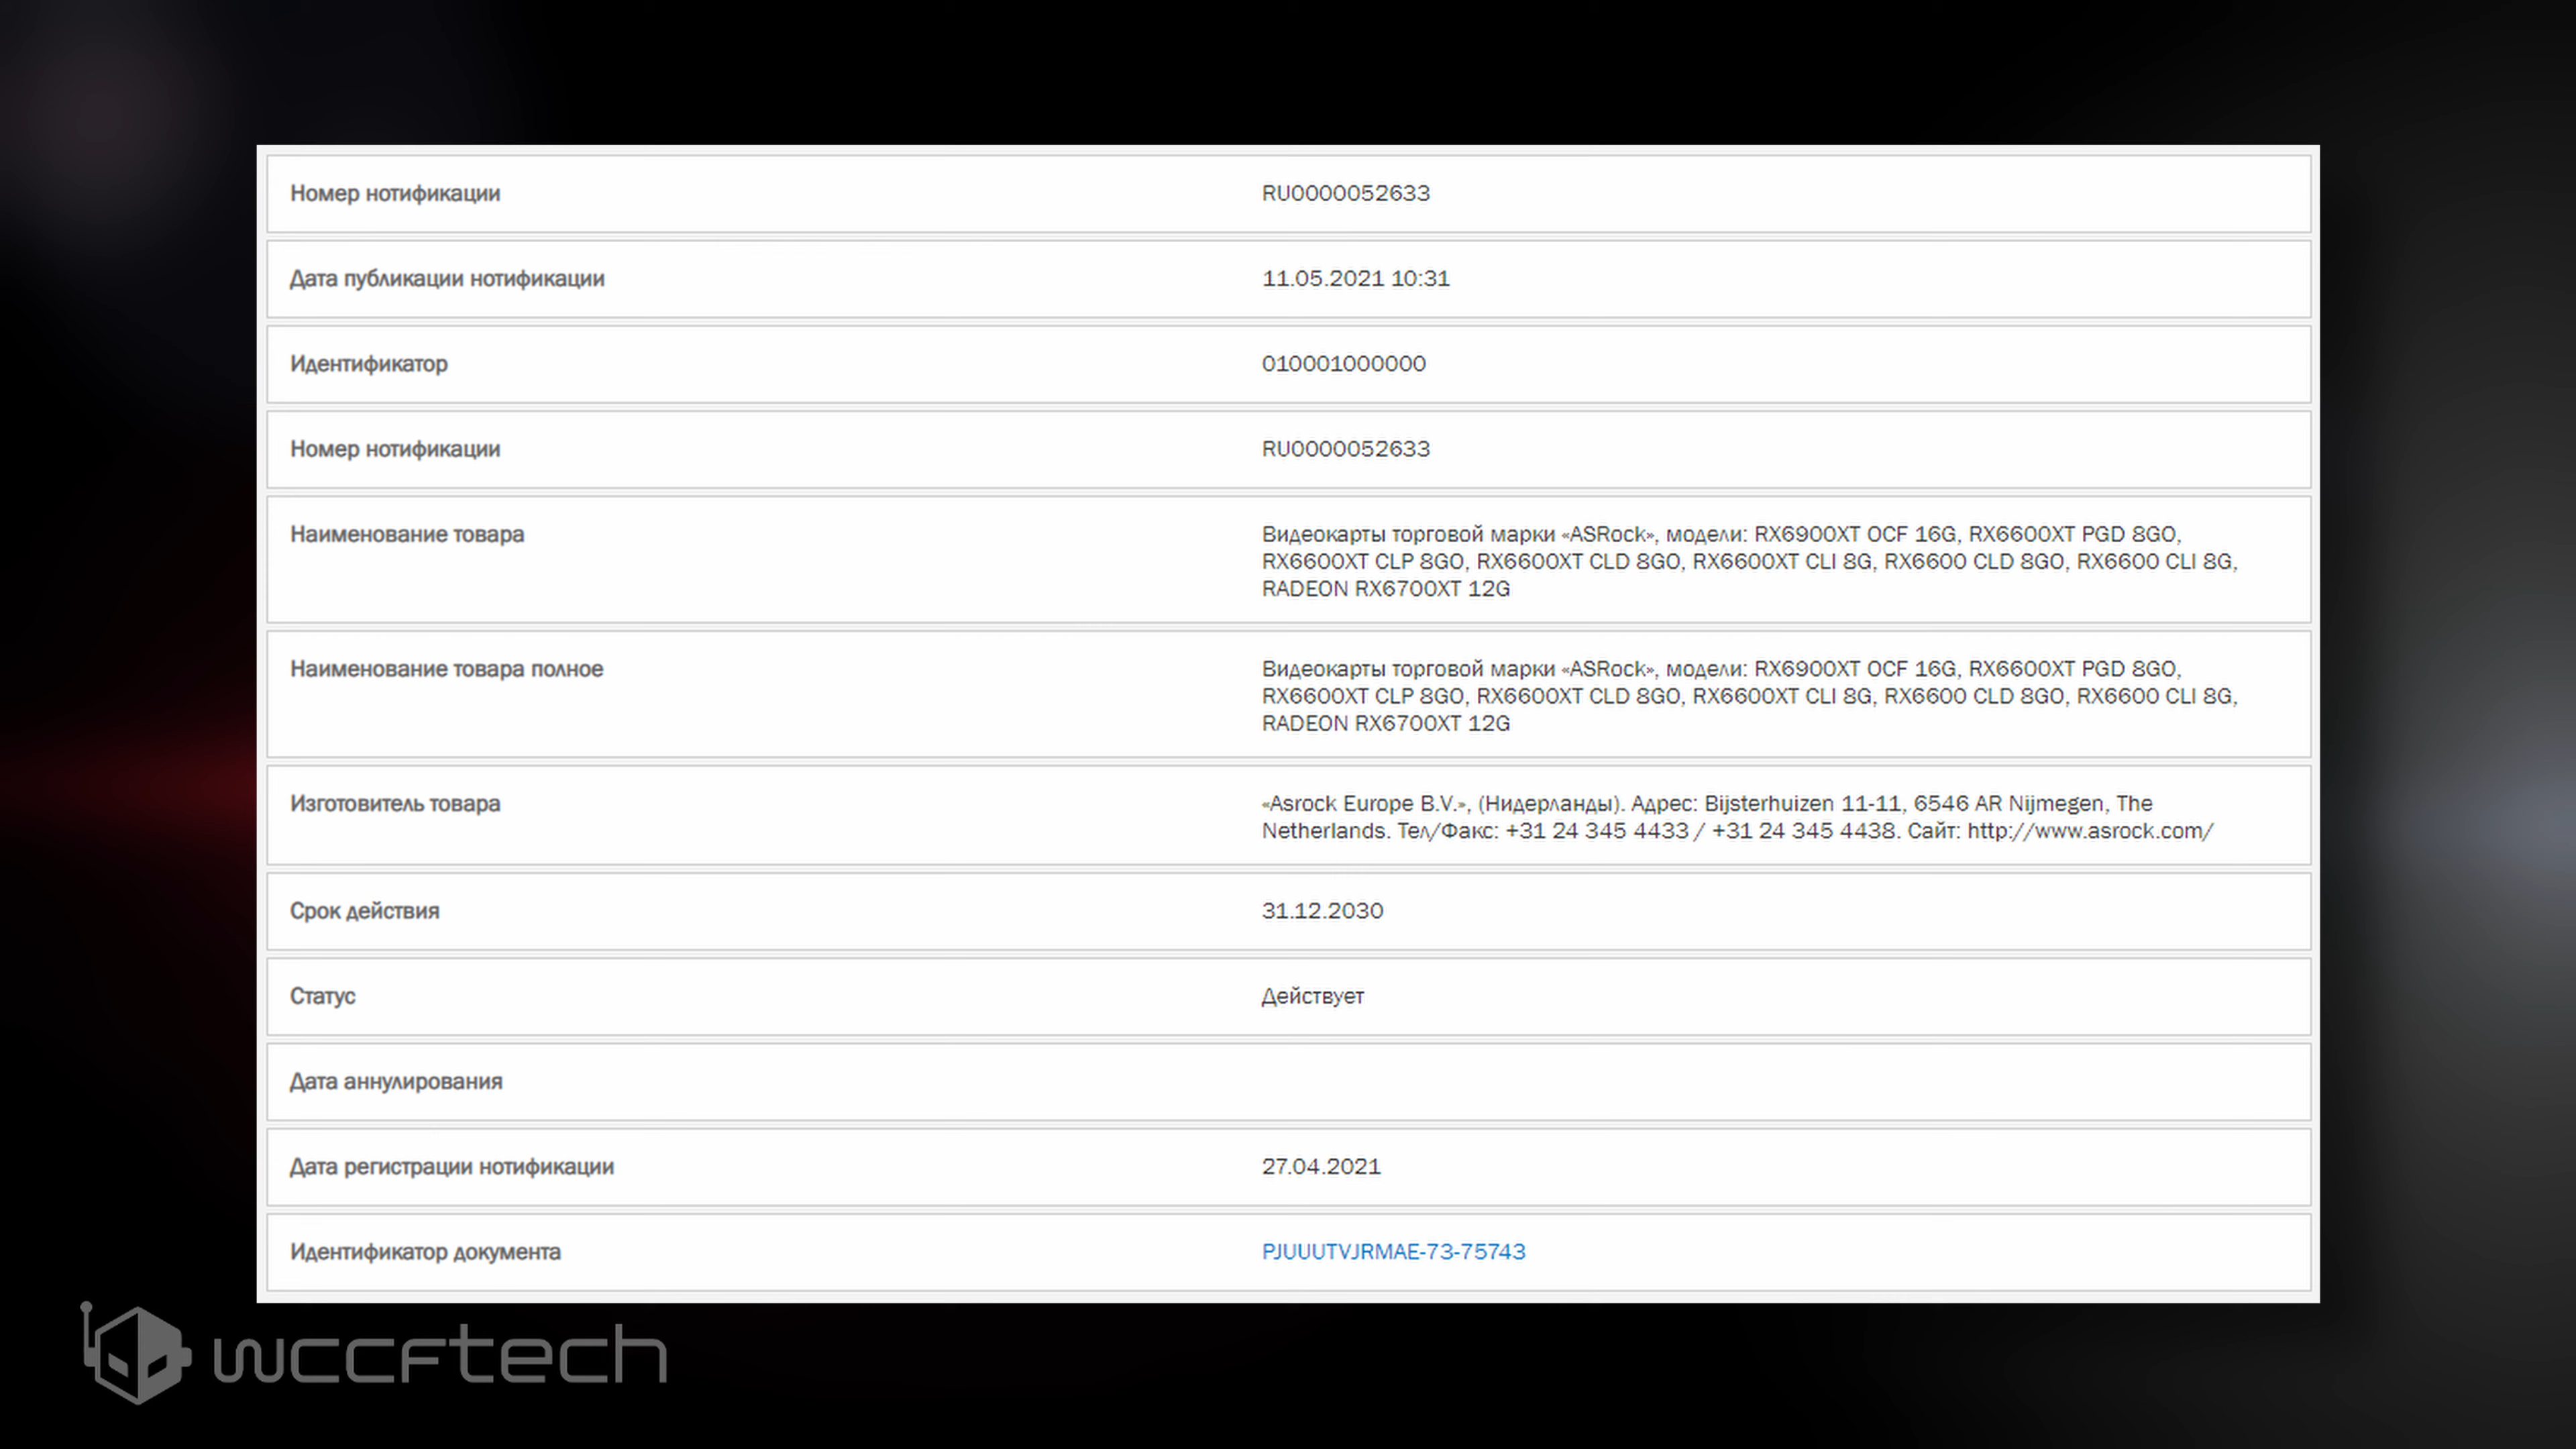 Номер нотификации RU0000052633
Дата публикации нотификации 11.05.2021 10:31
Идентификатор 010001000000
Номер нотификации RU0000052633
Наименование товара Видеокарты торговой марки «ASRock», модели: RX6900XT OCF 16G, RX6600XT PGD 8GO,
RX6600XT CLP 8GO, RX6600XT CLD 8GO, RX6600XT CLI 8G, RX6600 CLD 8GO, RX6600 CLI 8G,
RADEON RX6700XT 12G
Наименование товара полное Видеокарты торговой марки «ASRock», модели: RX6900XT OCF 16G, RX6600XT PGD 8GO,
RX6600XT CLP 8GO, RX6600XT CLD 8GO, RX6600XT CLI 8G, RX6600 CLD 8GO, RX6600 CLI 8G,
RADEON RX6700XT 12G
Изготовитель товара «Asrock Europe B.V.», (Нидерланды). Адрес: Bijsterhuizen 11-11, 6546 AR Nijmegen, The
Netherlands. Тел/Факс: +31 24 345 4433 / +31 24 345 4438. Сайт: http://www.asrock.com/
Срок действия 31.12.2030
Статус Действует
Дата аннулирования
Дата регистрации нотификации 27.04.2021
Идентификатор документа PJUUUTVJRMAE-73-75743
wccftech